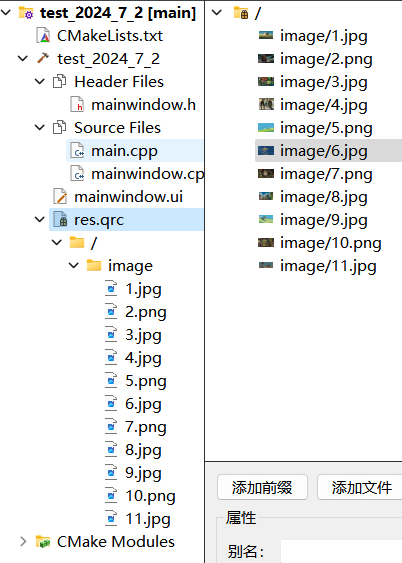 test_2024_7_2 [main]
CMakeLists.txt
test_2024_7_2
Header Files
mainwindow.h
Source Files
main.cpp
mainwindow.cp
mainwindow.ui
res.qrc
/
image
1.jpg
2.png
3.jpg
4.jpg
5.png
6.jpg
7.png
8.jpg
9.jpg
10.png
11.jpg
CMake Modules
/
image/1.jpg
image/2.png
image/3.jpg
image/4.jpg
image/5.png
image/6.jpg
image/7.png
image/8.jpg
image/9.jpg
image/10.png
image/11.jpg
添加前缀 添加文件
属性
别名: